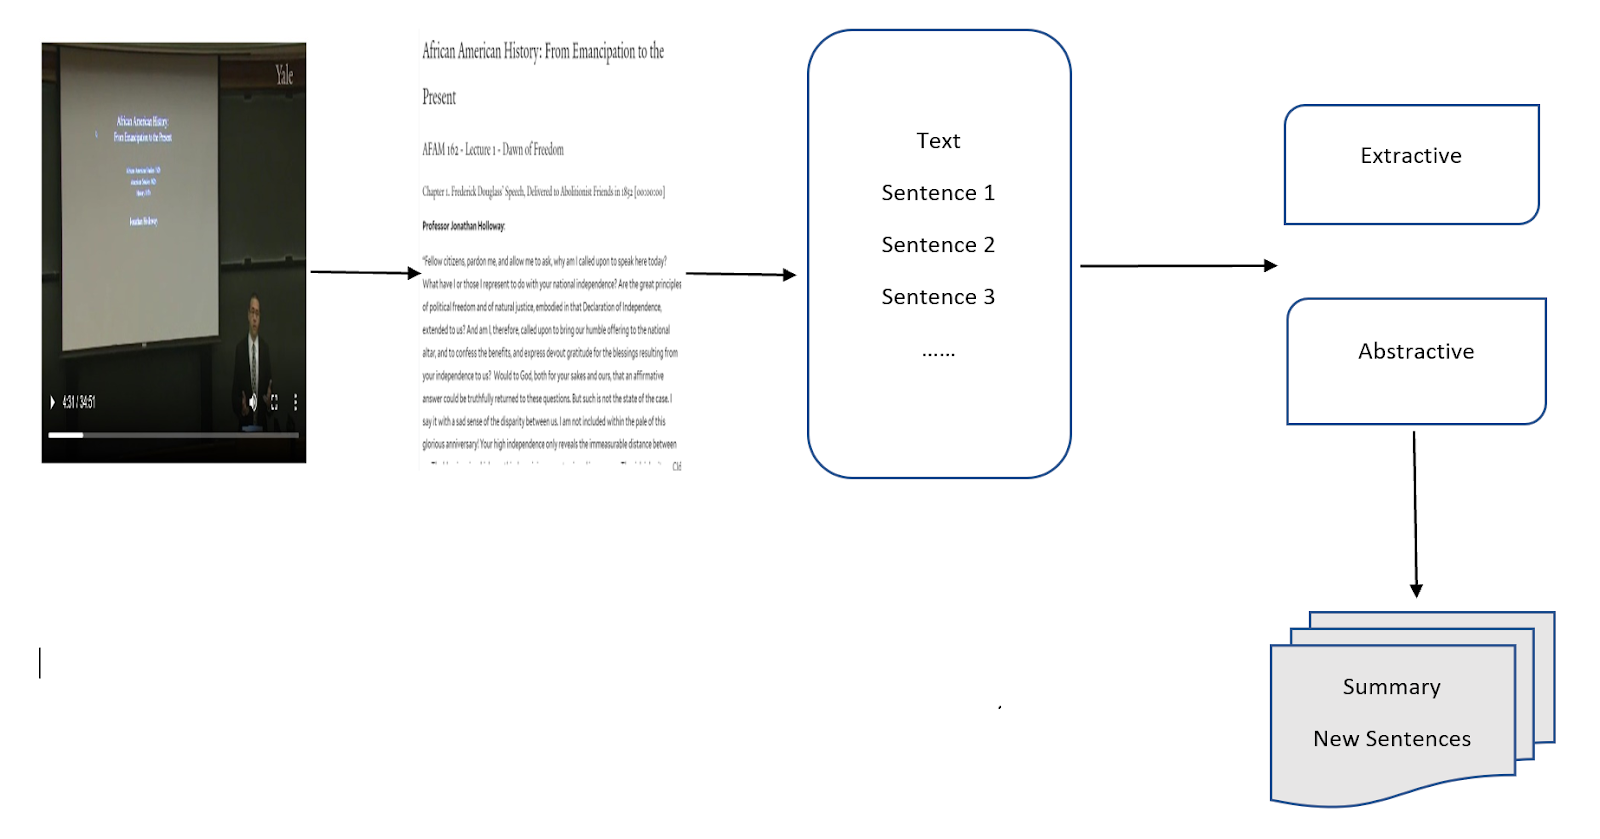 Yale
African American History:
From Emancipation to the Present
Jonathan Holloway
4:31 / 34:51
African American History: From Emancipation to the
Present
AFAM 162 - Lecture 1 - Dawn of Freedom
Chapter 1. Frederick Douglass' Speech, Delivered to Abolitionist Friends in 1852 [00:00:00]
Professor Jonathan Holloway:
"Fellow citizens, pardon me, and allow me to ask, why am I called upon to speak here today?
What have I or those I represent to do with your national independence? Are the great principles
of political freedom and of natural justice, embodied in that Declaration of Independence,
extended to us? And am I, therefore, called upon to bring our humble offering to the national
altar, and to confess the benefits, and express devout gratitude for the blessings resulting from
your independence to us? Would to God, both for your sakes and ours, that an affirmative
answer could be truthfully returned to these questions. But such is not the state of the case. I
say it with a sad sense of the disparity between us. I am not included within the pale of this
glorious anniversary! Your high independence only reveals the immeasurable distance between
Text
Sentence 1
Sentence 2
Sentence 3
......
Extractive
Abstractive
Summary
New Sentences